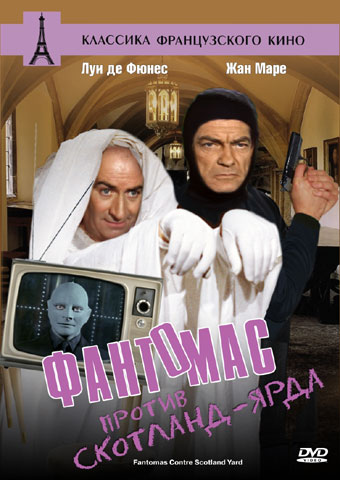 КЛАССИКА ФРАНЦУЗСКОГО КИНО
Луи де Фюнес
Жан Маре
ФАНТОМАС
ПРОТИВ
СКОТЛАНД-ЯРДА
Fantomas Contre Scotland Yard
DVD
VIDEO